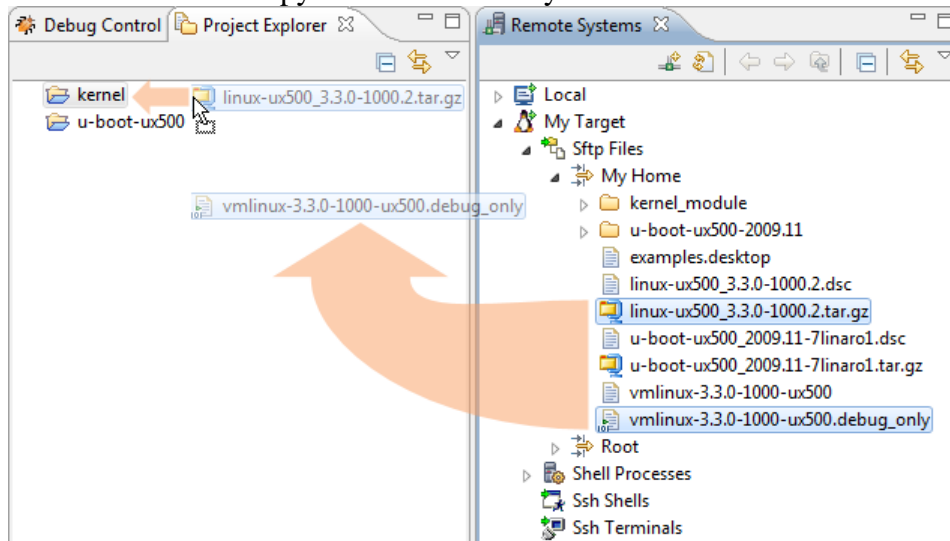 Debug Control Project Explorer
kernel
linux-ux500_3.3.0-1000.2.tar.gz
u-boot-ux500
vmlinux-3.3.0-1000-ux500.debug_only
Remote Systems
Local
My Target
Sftp Files
My Home
kernel_module
u-boot-ux500-2009.11
examples.desktop
linux-ux500_3.3.0-1000.2.dsc
linux-ux500_3.3.0-1000.2.tar.gz
u-boot-ux500_2009.11-7linaro1.dsc
u-boot-ux500_2009.11-7linaro1.tar.gz
vmlinux-3.3.0-1000-ux500
vmlinux-3.3.0-1000-ux500.debug_only
Root
Shell Processes
Ssh Shells
Ssh Terminals